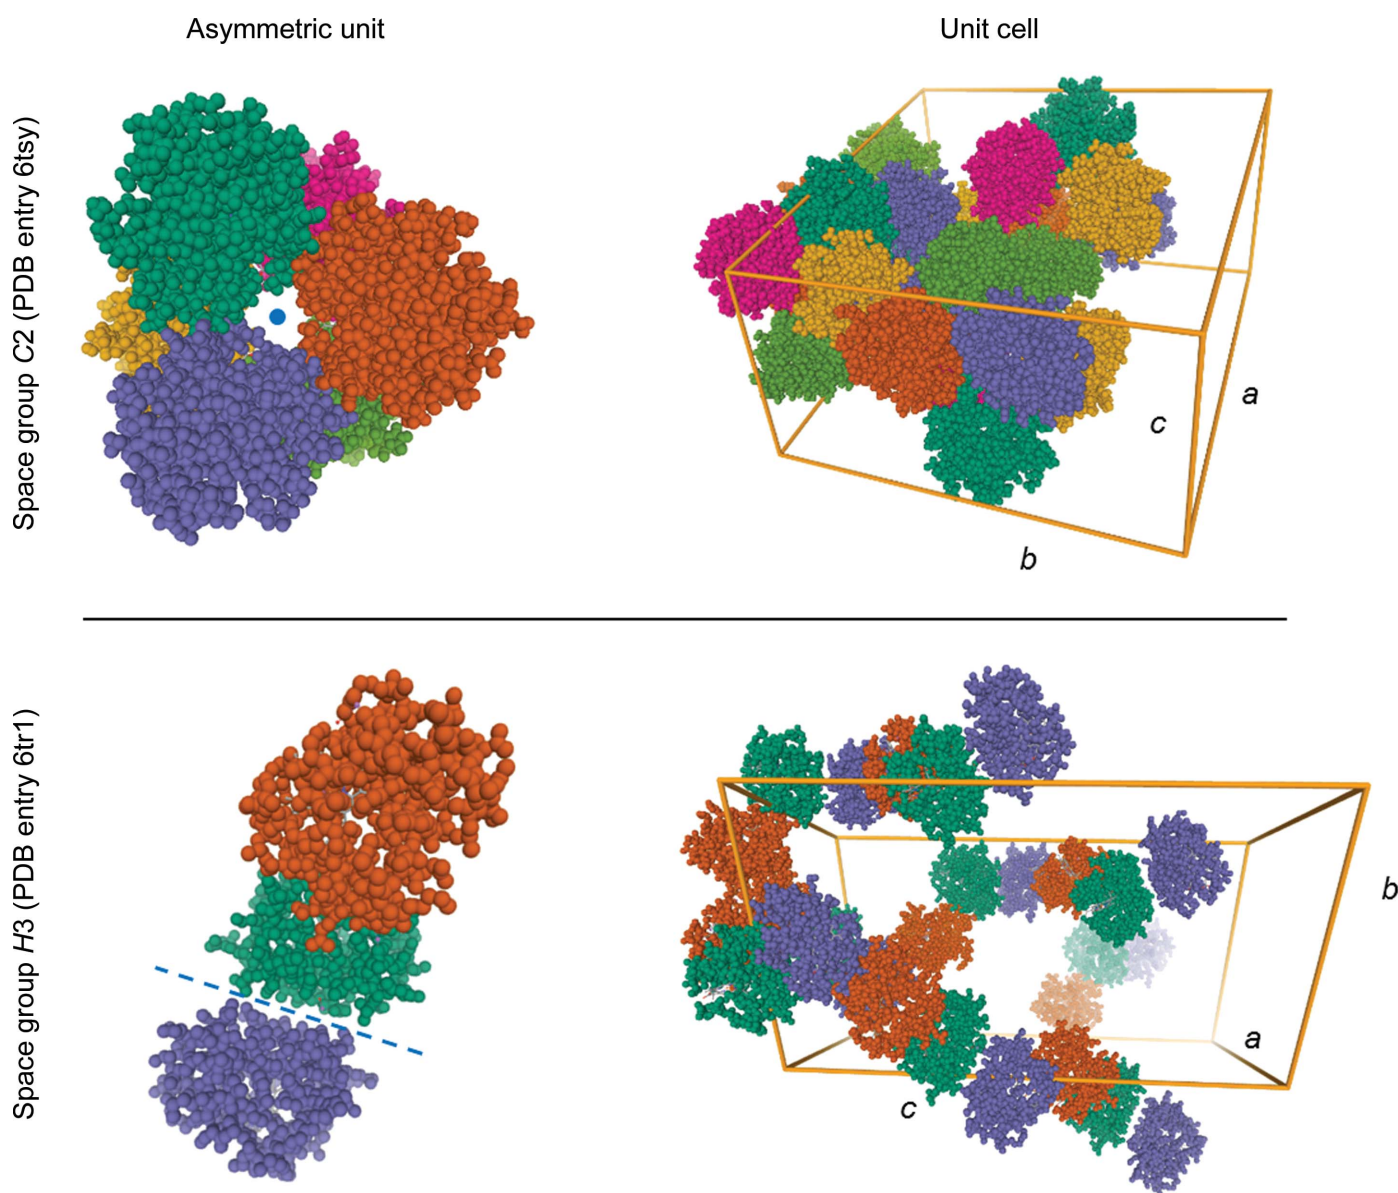 Asymmetric unit
Unit cell
Space group C2 (PDB entry 6tsy)
a
c
b
Space group H3 (PDB entry 6tr1)
b
a
c